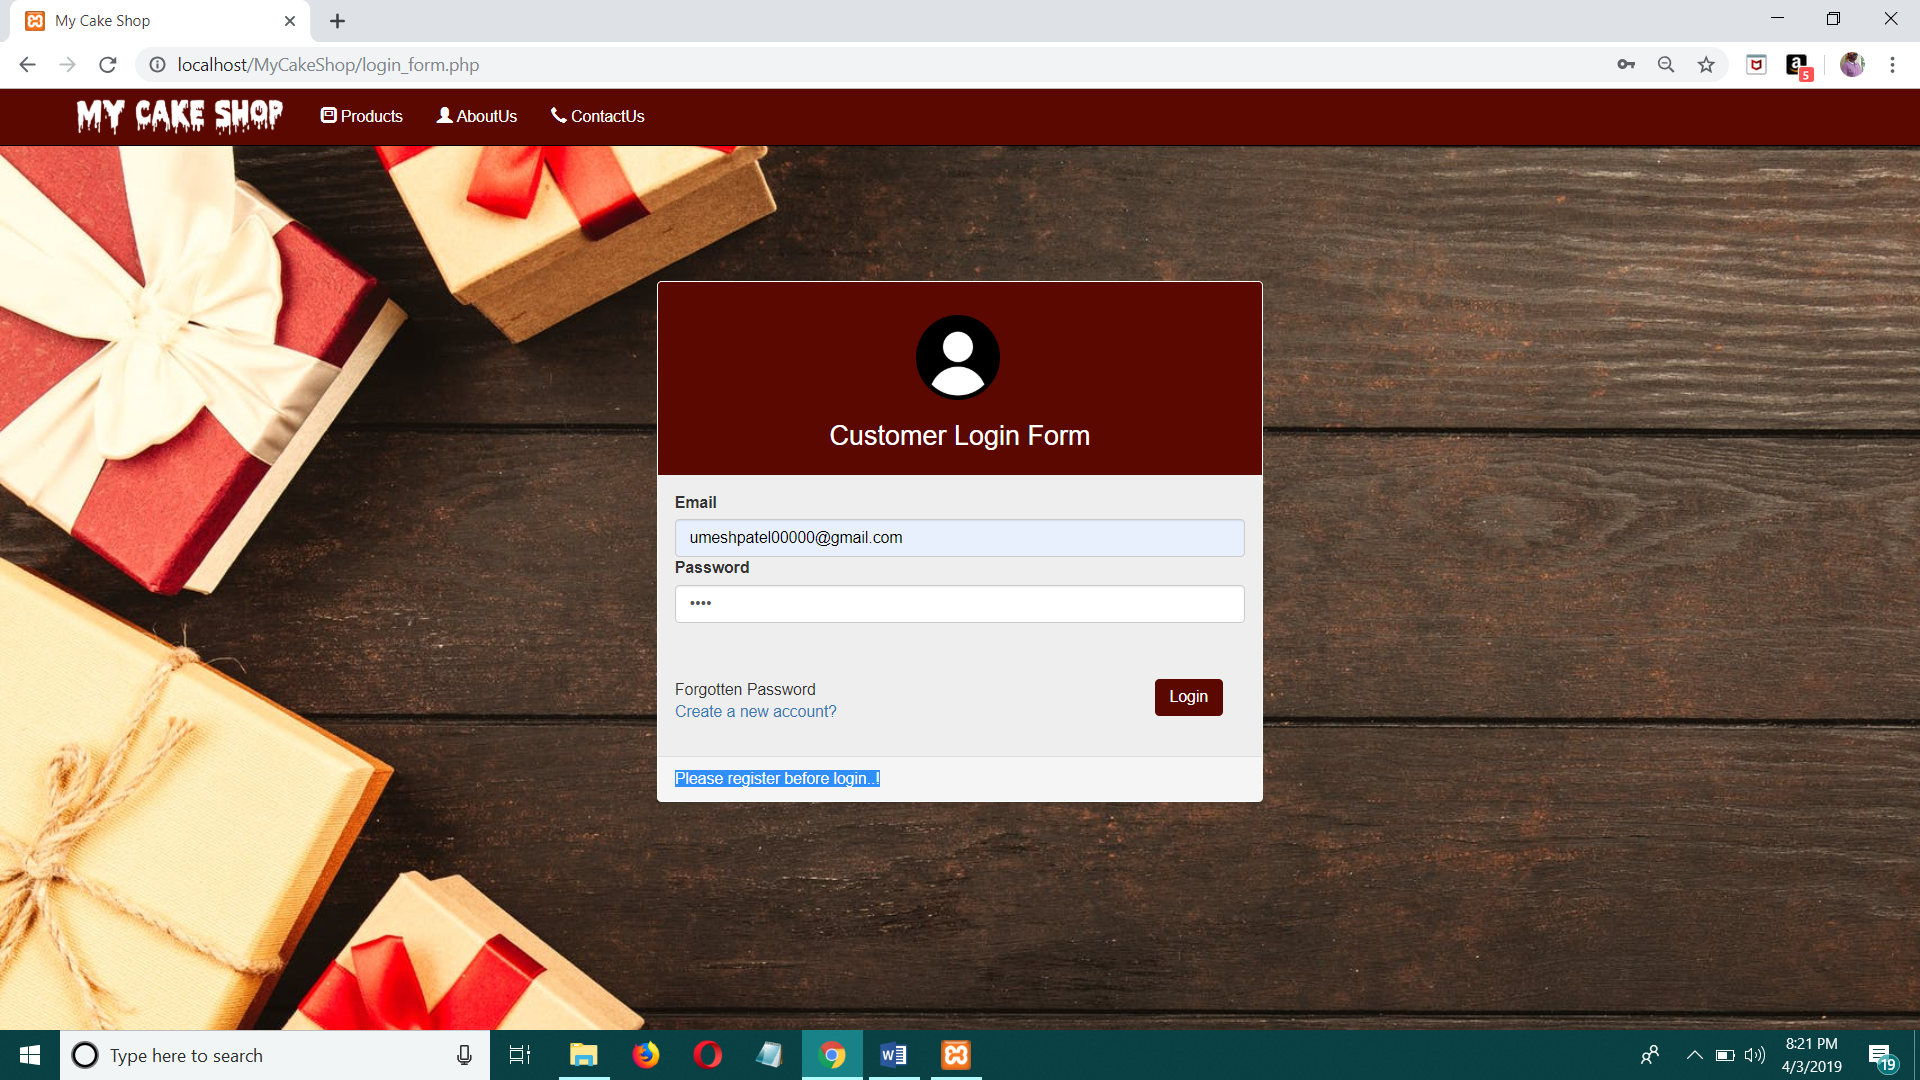 My Cake Shop
localhost/MyCakeShop/login_form.php
5
MY CAKE SHOP
Products
AboutUs
ContactUs
Customer Login Form
Email
umeshpatel00000@gmail.com
Password
••••
Forgotten Password
Create a new account?
Login
Please register before login..!
Type here to search
8:21 PM
4/3/2019
19